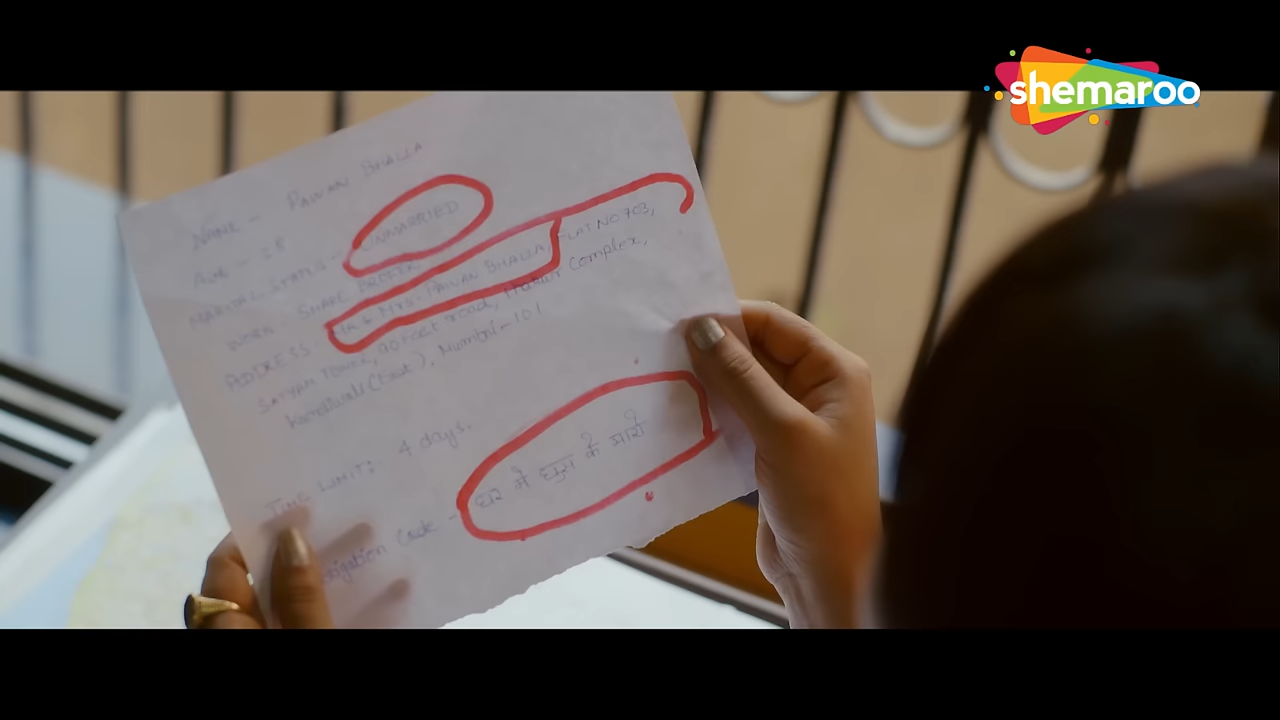 shemaroo
NAME - PAWAN BHALLA
AGE - 28
MARITAL STATUS - UNMARRIED
WORK - SHARE BROKER
ADDRESS MR & MRS. PAWAN BHALLA, FLAT NO 703,
SATYAM TOWER, 90 FEET road, Thakur Complex,
Kandivali (East), Mumbai - 101
TIME LIMIT: 4 days.
code - घर में घुस के मारो